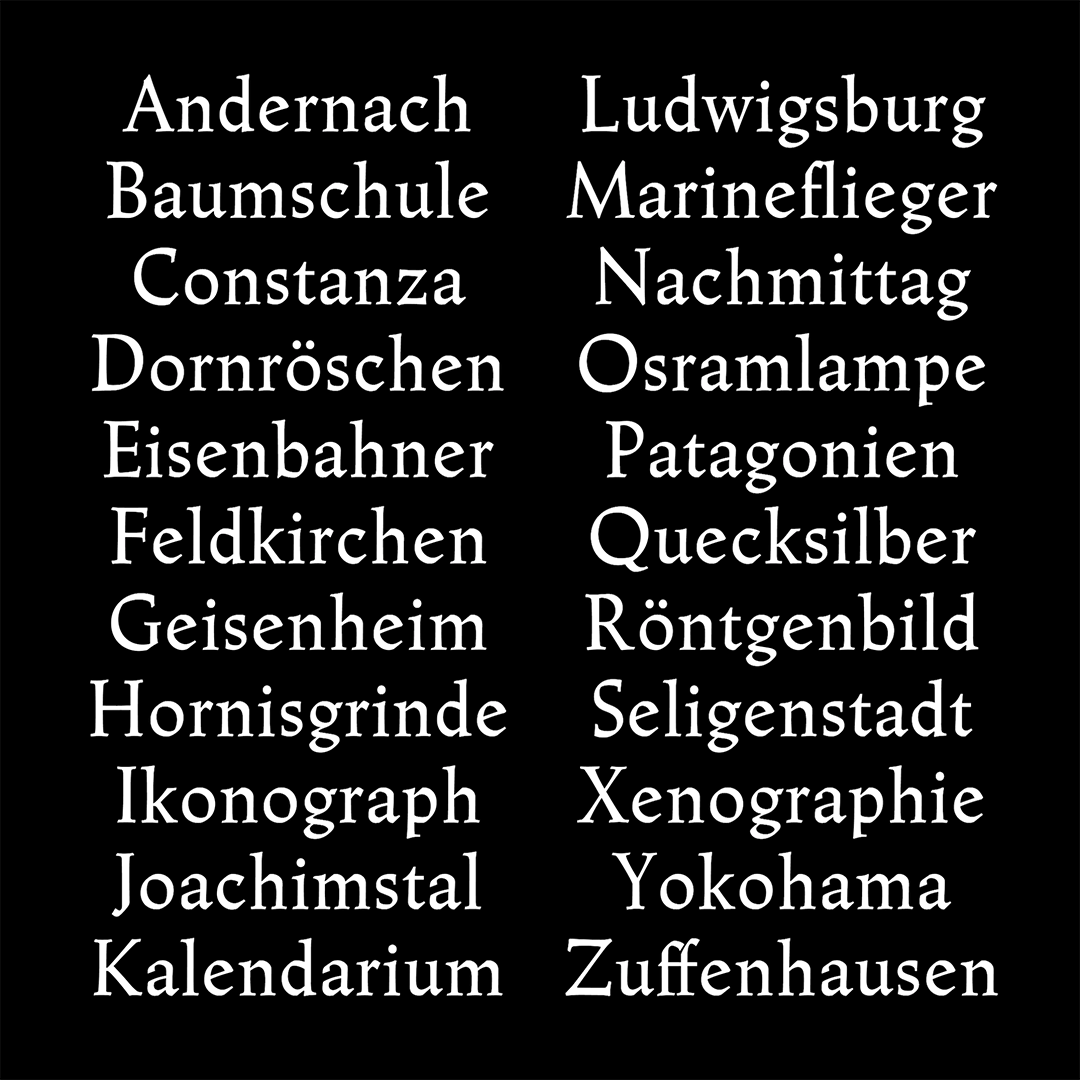 Andernach
Baumschule
Constanza
Dornröschen
Eisenbahner
Feldkirchen
Geisenheim
Hornisgrinde
Ikonograph
Joachimstal
Kalendarium
Ludwigsburg
Marineflieger
Nachmittag
Osramlampe
Patagonien
Quecksilber
Röntgenbild
Seligenstadt
Xenographie
Yokohama
Zuffenhausen